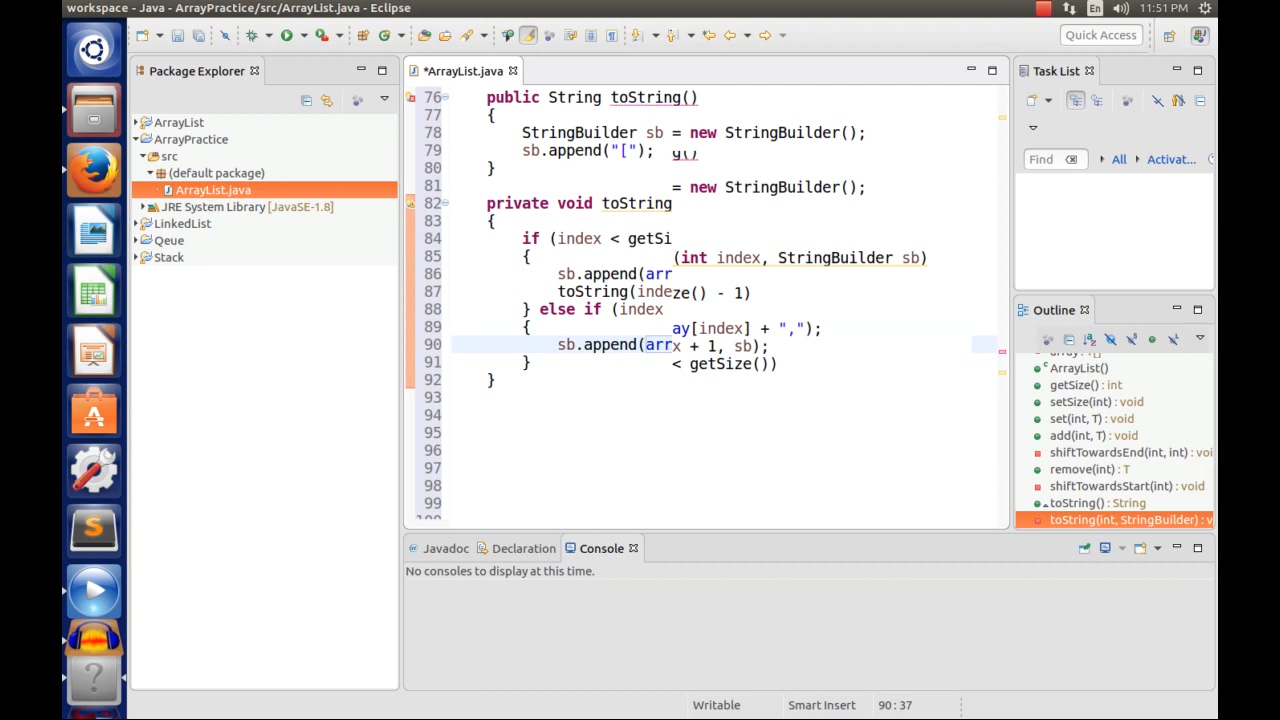 workspace - Java - ArrayPractice/src/ArrayList.java - Eclipse
En
11:51 PM
Quick Access
Package Explorer
ArrayList
ArrayPractice
src
(default package)
ArrayList.java
JRE System Library [JavaSE-1.8]
LinkedList
Qeue
Stack
*ArrayList.java
76 public String toString()
77 {
78 StringBuilder sb = new StringBuilder();
79 sb.append("["); g()
80 }
81 = new StringBuilder();
82 private void toString
83 {
84 if (index < getSi
85 { (int index, StringBuilder sb)
86 sb.append(arr
87 toString(indeze() - 1)
88 } else if (index
89 { ay[index] + ",");
90 sb.append(arrx + 1, sb);
91 } < getSize())
92 }
93
94
95
96
97
98
99
Task List
Find
All
Activat...
Outline
ArrayList()
getSize() : int
setSize(int) : void
set(int, T) : void
add(int, T) : void
shiftTowardsEnd(int, int) : voi
remove(int) : T
shiftTowardsStart(int) : void
toString() : String
toString(int, StringBuilder) : v
Javadoc
Declaration
Console
No consoles to display at this time.
Writable
Smart Insert
90 : 37